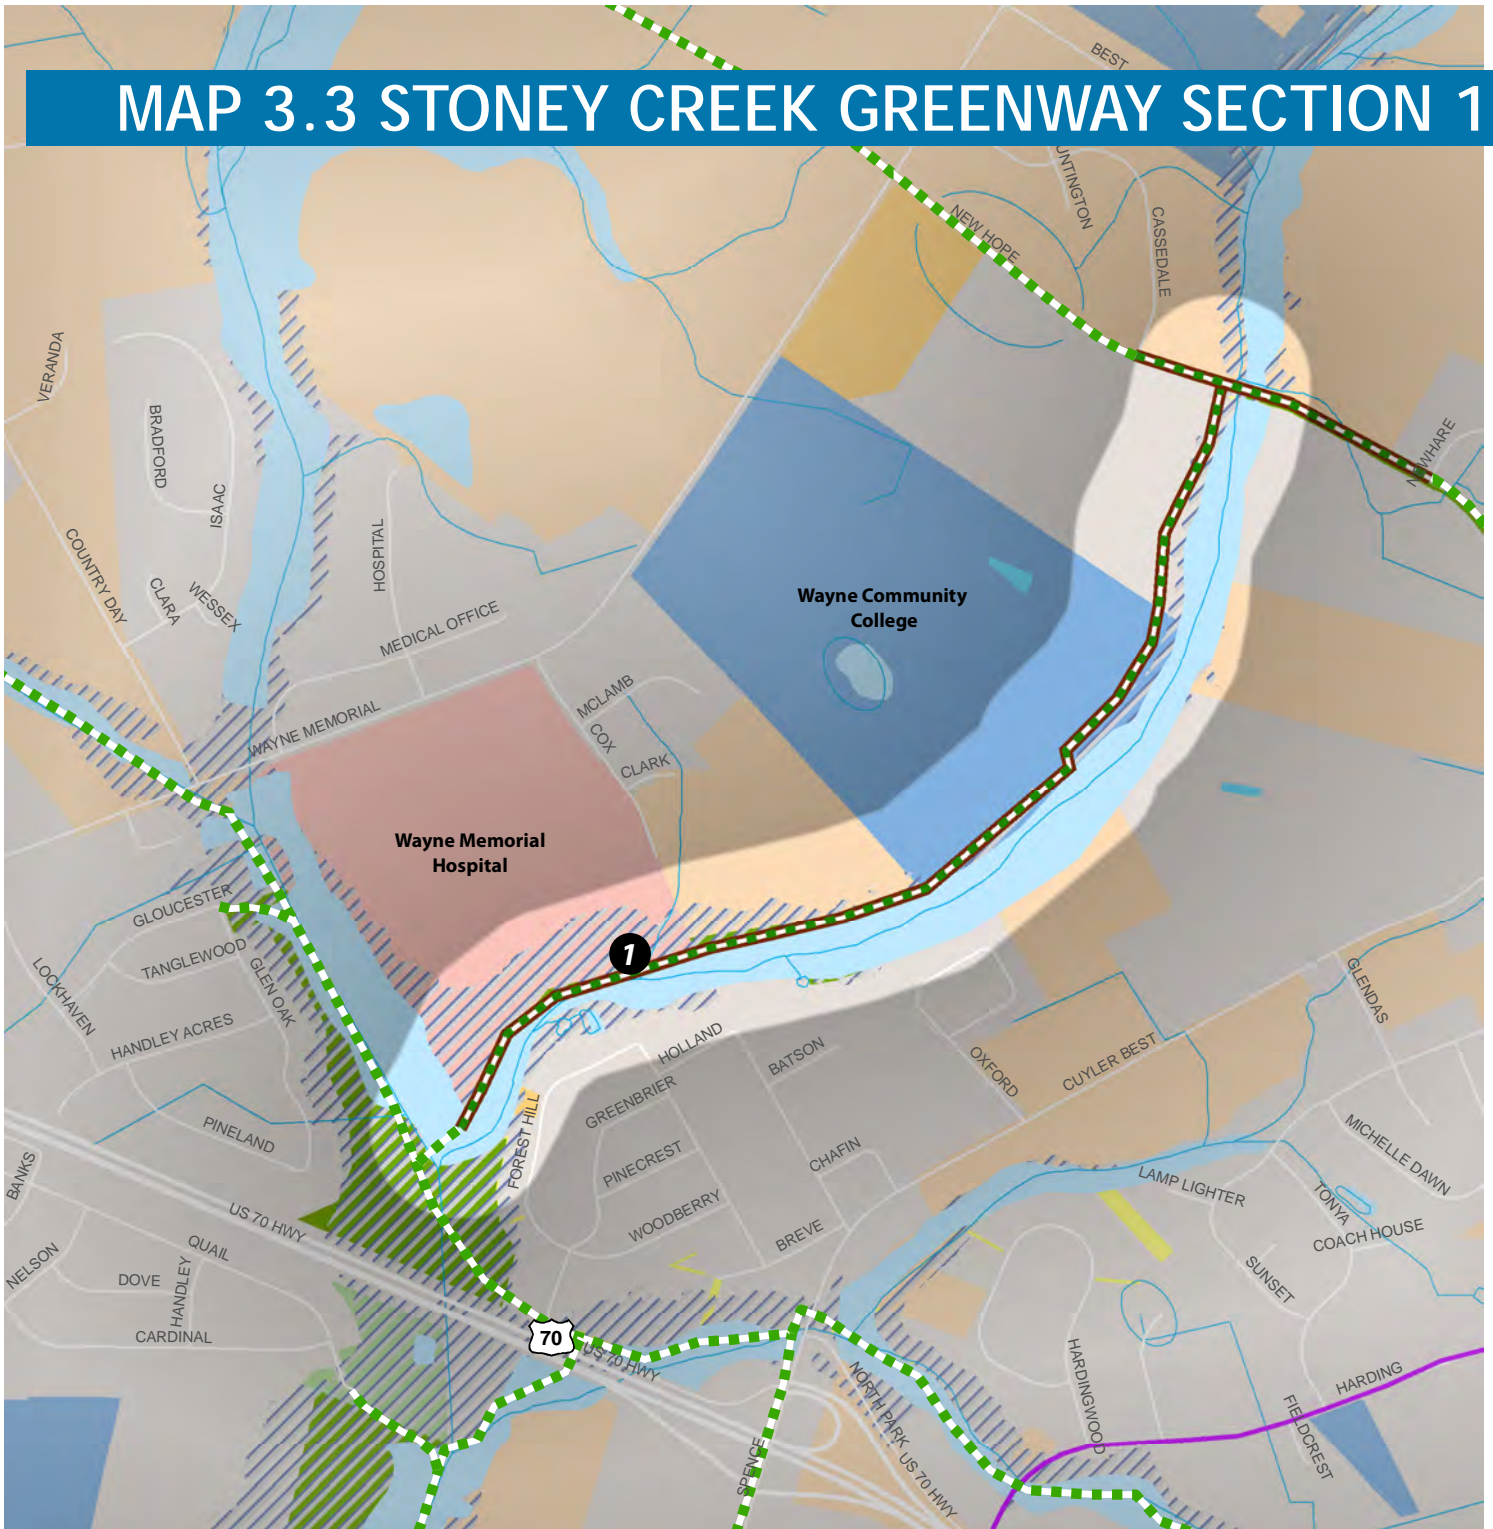 BEST
MAP 3.3 STONEY CREEK GREENWAY SECTION 1
UNTINGTON
CASSEDALE
NEW HOPE
VERANDA
BRADFORD
ISAAC
COUNTRY DAY
CLARA
WESSEX
HOSPITAL
MEDICAL OFFICE
WAYNE MEMORIAL
MCLAMB
COX
CLARK
Wayne Community
College
Wayne Memorial
Hospital
1
GLOUCESTER
TANGLEWOOD
GLEN OAK
LOCKHAVEN
HANDLEY ACRES
PINELAND
BANKS
US 70 HWY
NELSON
QUAIL
DOVE
HANDLEY
CARDINAL
HOLLAND
GREENBRIER
BATSON
OXFORD
CUYLER BEST
GLENDAS
FOREST HILL
PINECREST
CHAFIN
WOODBERRY
BREVE
MICHELLE DAWN
LAMP LIGHTER
TONYA
COACH HOUSE
SUNSET
70
US 70 HWY
NORTH PARK
US 70 HWY
SPENCE
HARDINGWOOD
HARDING
FIELDCREST